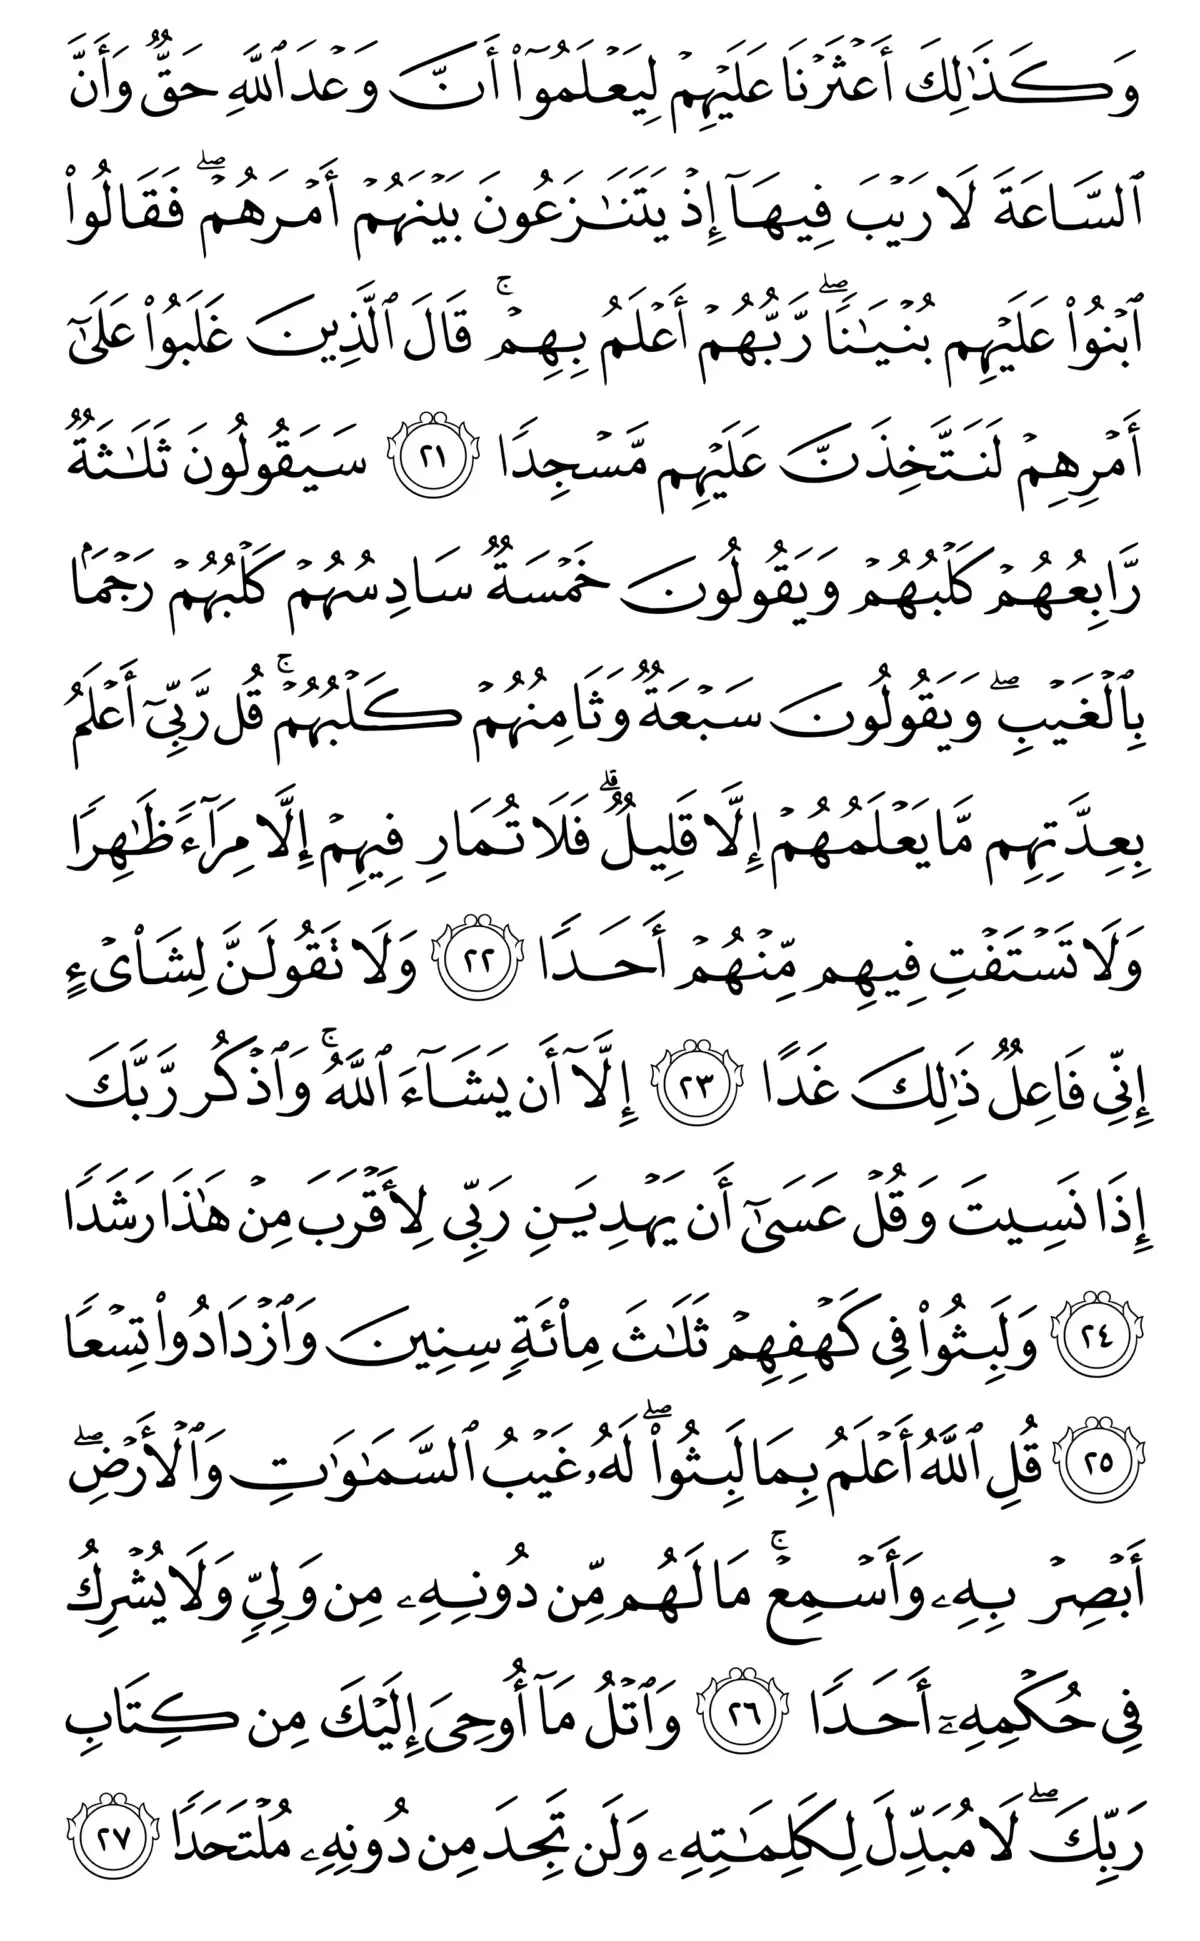 وَكَذَٰلِكَ أَعْثَرْنَا عَلَيْهِمْ لِيَعْلَمُوٓا۟ أَنَّ وَعْدَ ٱللَّهِ حَقٌّ وَأَنَّ
ٱلسَّاعَةَ لَا رَيْبَ فِيهَآ إِذْ يَتَنَٰزَعُونَ بَيْنَهُمْ أَمْرَهُمْ ۖ فَقَالُوا۟
ٱبْنُوا۟ عَلَيْهِم بُنْيَٰنًا ۖ رَّبُّهُمْ أَعْلَمُ بِهِمْ ۚ قَالَ ٱلَّذِينَ غَلَبُوا۟ عَلَىٰٓ
أَمْرِهِمْ لَنَتَّخِذَنَّ عَلَيْهِم مَّسْجِدًا ٢١ سَيَقُولُونَ ثَلَٰثَةٌ
رَّابِعُهُمْ كَلْبُهُمْ وَيَقُولُونَ خَمْسَةٌ سَادِسُهُمْ كَلْبُهُمْ رَجْمًۢا
بِٱلْغَيْبِ ۖ وَيَقُولُونَ سَبْعَةٌ وَثَامِنُهُمْ كَلْبُهُمْ ۚ قُل رَّبِّىٓ أَعْلَمُ
بِعِدَّتِهِم مَّا يَعْلَمُهُمْ إِلَّا قَلِيلٌ ۗ فَلَا تُمَارِ فِيهِمْ إِلَّا مِرَآءً ظَٰهِرًا
وَلَا تَسْتَفْتِ فِيهِم مِّنْهُمْ أَحَدًا ٢٢ وَلَا تَقُولَنَّ لِشَا۟ىْءٍ
إِنِّى فَاعِلٌ ذَٰلِكَ غَدًا ٢٣ إِلَّآ أَن يَشَآءَ ٱللَّهُ ۚ وَٱذْكُر رَّبَّكَ
إِذَا نَسِيتَ وَقُلْ عَسَىٰٓ أَن يَهْدِيَنِ رَبِّى لِأَقْرَبَ مِنْ هَٰذَا رَشَدًا
٢٤ وَلَبِثُوا۟ فِى كَهْفِهِمْ ثَلَٰثَ مِا۟ئَةٍ سِنِينَ وَٱزْدَادُوا۟ تِسْعًا
٢٥ قُلِ ٱللَّهُ أَعْلَمُ بِمَا لَبِثُوا۟ ۖ لَهُۥ غَيْبُ ٱلسَّمَٰوَٰتِ وَٱلْأَرْضِ ۖ
أَبْصِرْ بِهِۦ وَأَسْمِعْ ۚ مَا لَهُم مِّن دُونِهِۦ مِن وَلِىٍّ وَلَا يُشْرِكُ
فِى حُكْمِهِۦٓ أَحَدًا ٢٦ وَٱتْلُ مَآ أُوحِىَ إِلَيْكَ مِن كِتَابِ
رَبِّكَ ۖ لَا مُبَدِّلَ لِكَلِمَٰتِهِۦ وَلَن تَجِدَ مِن دُونِهِۦ مُلْتَحَدًا ٢٧